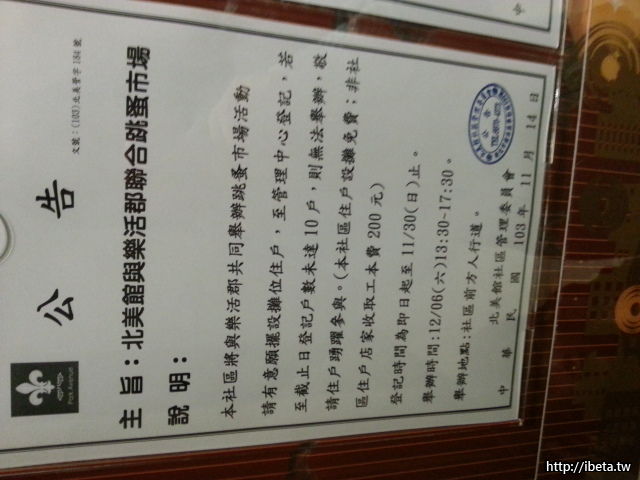 公告
文號：(103)北美管字184號
主旨：北美館與樂活郡聯合跳蚤市場
說明：
本社區將與樂活郡共同舉辦跳蚤市場活動
請有意願擺設攤位住戶，至管理中心登記，若
至截止日登記戶數未達10戶，則無法舉辦，敬
請住戶踴躍參與。(本社區住戶設攤免費；非社
區住戶店家收取工本費200元)
登記時間為即日起至11/30(日)止。
舉辦時間:12/06(六)13:30~17:30。
舉辦地點:社區前方人行道。
北美館社區管理委員會
中華民國103年11月14日
http://ibeta.tw